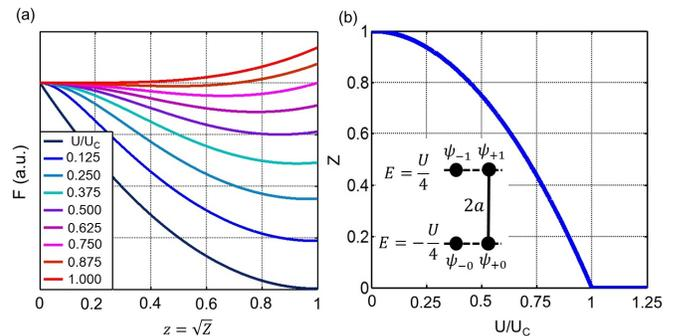 (a)
F (a.u.)
U/U_C
0.125
0.250
0.375
0.500
0.625
0.750
0.875
1.000
0 0.2 0.4 0.6 0.8 1
z = √Z
(b)
Z
1
0.8
0.6
0.4
0.2
0
ψ₋₁ ψ₊₁
E = U/4
2a
E = −U/4
ψ₋₀ ψ₊₀
0 0.25 0.5 0.75 1 1.25
U/U_C